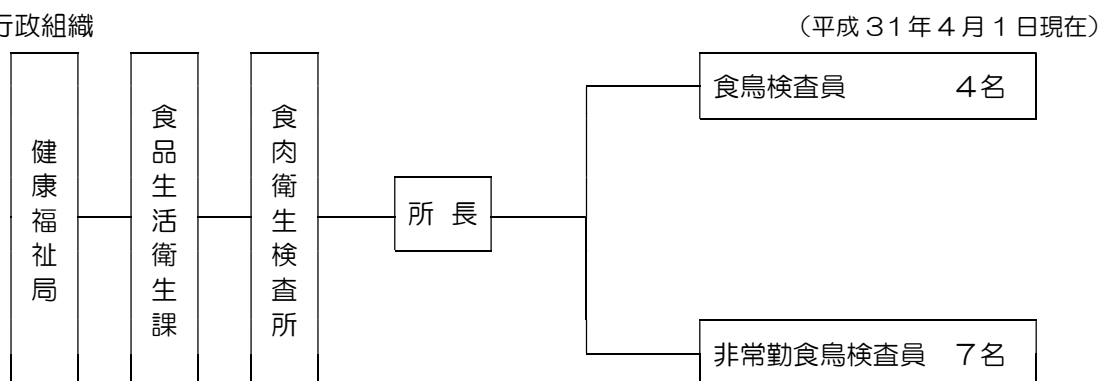 行政組織
（平成31年4月1日現在）
健康福祉局
食品生活衛生課
食肉衛生検査所
所 長
食鳥検査員 4名
非常勤食鳥検査員 7名